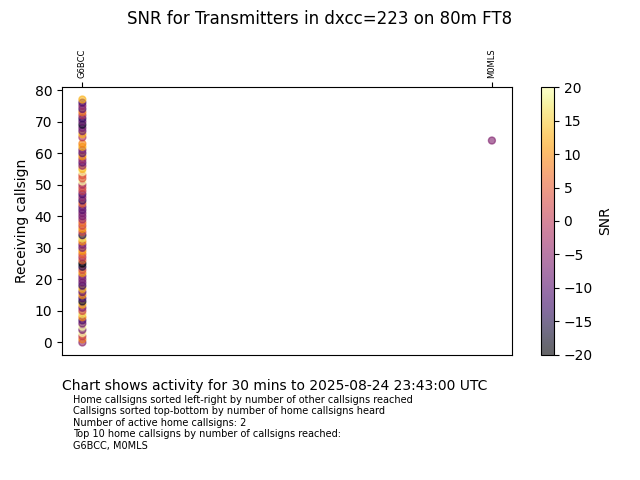 SNR for Transmitters in dxcc=223 on 80m FT8
G6BCC
M0MLS
80
70
60
50
40
30
20
10
0
Receiving callsign
20
15
10
5
0
−5
−10
−15
−20
SNR
Chart shows activity for 30 mins to 2025-08-24 23:43:00 UTC
Home callsigns sorted left-right by number of other callsigns reached
Callsigns sorted top-bottom by number of home callsigns heard
Number of active home callsigns: 2
Top 10 home callsigns by number of callsigns reached:
G6BCC, M0MLS